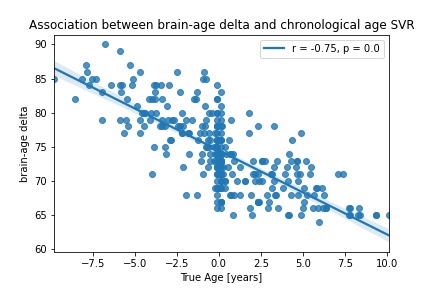 Association between brain-age delta and chronological age SVR
r = -0.75, p = 0.0
90
85
80
75
70
65
60
brain-age delta
−7.5 −5.0 −2.5 0.0 2.5 5.0 7.5 10.0
True Age [years]